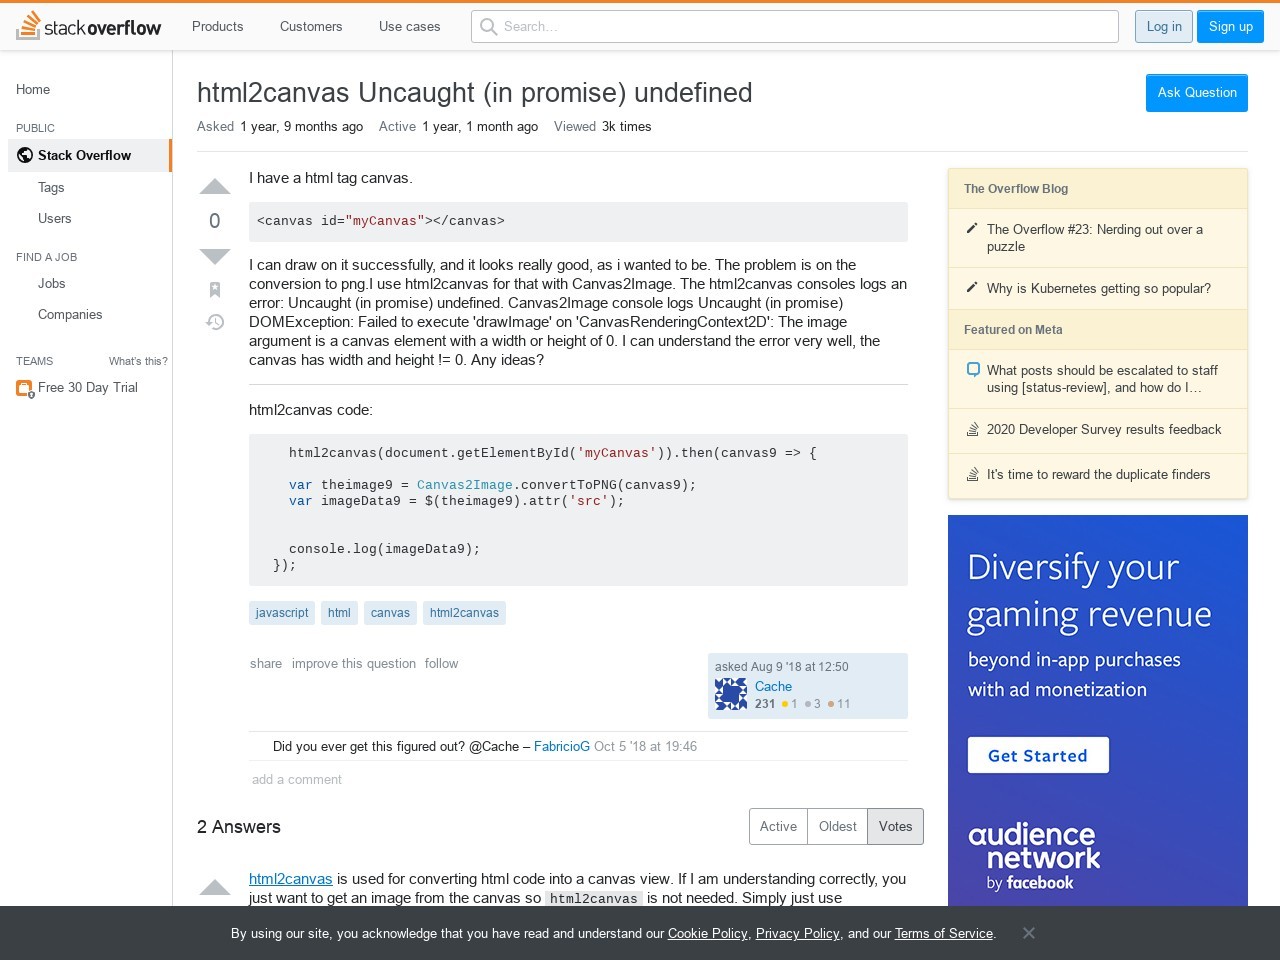 stackoverflow Products Customers Use cases Search… Log in Sign up
Home
PUBLIC
Stack Overflow
Tags
Users
FIND A JOB
Jobs
Companies
TEAMS What's this?
Free 30 Day Trial
html2canvas Uncaught (in promise) undefined
Ask Question
Asked 1 year, 9 months ago Active 1 year, 1 month ago Viewed 3k times
0
I have a html tag canvas.
<canvas id="myCanvas"></canvas>
I can draw on it successfully, and it looks really good, as i wanted to be. The problem is on the
conversion to png.I use html2canvas for that with Canvas2Image. The html2canvas consoles logs an
error: Uncaught (in promise) undefined. Canvas2Image console logs Uncaught (in promise)
DOMException: Failed to execute 'drawImage' on 'CanvasRenderingContext2D': The image
argument is a canvas element with a width or height of 0. I can understand the error very well, the
canvas has width and height != 0. Any ideas?
html2canvas code:
html2canvas(document.getElementById('myCanvas')).then(canvas9 => {
var theimage9 = Canvas2Image.convertToPNG(canvas9);
var imageData9 = $(theimage9).attr('src');
console.log(imageData9);
});
javascript html canvas html2canvas
share improve this question follow
asked Aug 9 '18 at 12:50
Cache
231 1 3 11
Did you ever get this figured out? @Cache – FabricioG Oct 5 '18 at 19:46
add a comment
2 Answers
Active Oldest Votes
html2canvas is used for converting html code into a canvas view. If I am understanding correctly, you
just want to get an image from the canvas so html2canvas is not needed. Simply just use
The Overflow Blog
The Overflow #23: Nerding out over a
puzzle
Why is Kubernetes getting so popular?
Featured on Meta
What posts should be escalated to staff
using [status-review], and how do I…
2020 Developer Survey results feedback
It's time to reward the duplicate finders
Diversify your
gaming revenue
beyond in-app purchases
with ad monetization
Get Started
audience
network
by facebook
By using our site, you acknowledge that you have read and understand our Cookie Policy, Privacy Policy, and our Terms of Service.